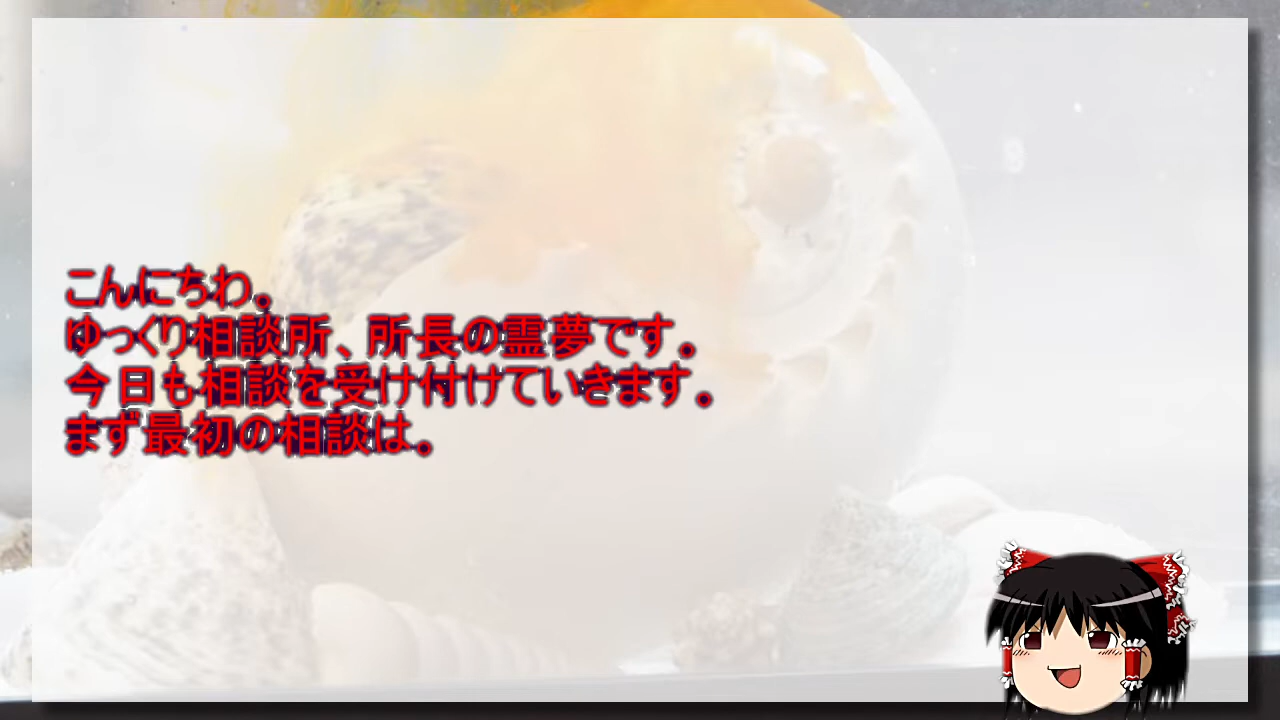 こんにちわ。
ゆっくり相談所、所長の霊夢です。
今日も相談を受け付けていきます。
まず最初の相談は。